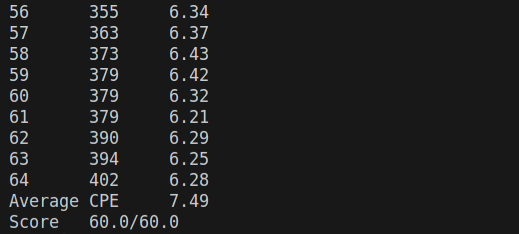 56 355 6.34
57 363 6.37
58 373 6.43
59 379 6.42
60 379 6.32
61 379 6.21
62 390 6.29
63 394 6.25
64 402 6.28
Average CPE 7.49
Score 60.0/60.0